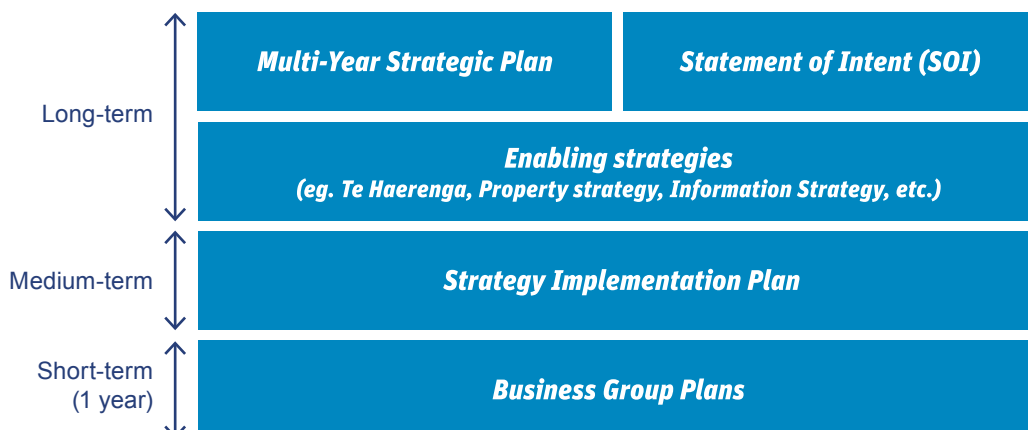 Multi-Year Strategic Plan
Statement of Intent (SOI)
Long-term
Enabling strategies
(eg. Te Haerenga, Property strategy, Information Strategy, etc.)
Medium-term
Strategy Implementation Plan
Short-term
(1 year)
Business Group Plans